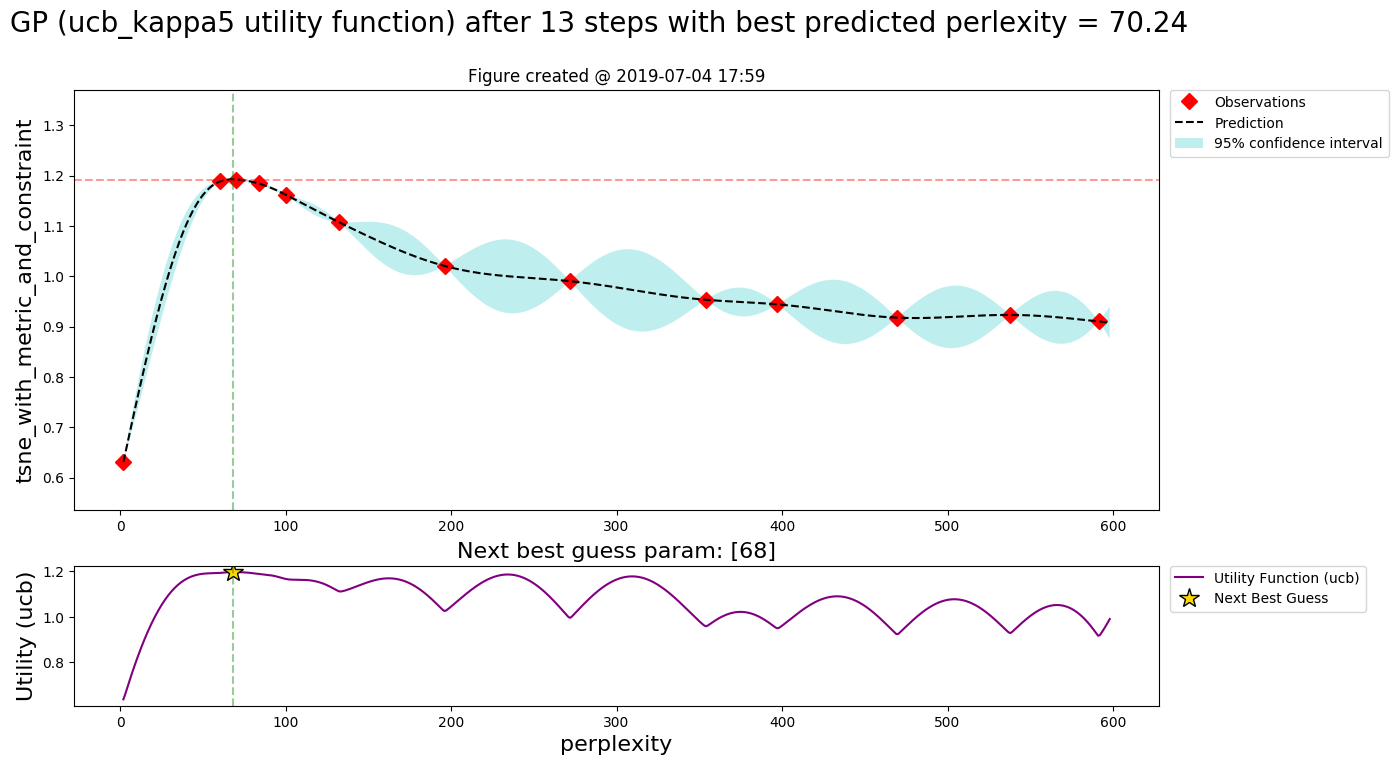 GP (ucb_kappa5 utility function) after 13 steps with best predicted perlexity = 70.24
Figure created @ 2019-07-04 17:59
tsne_with_metric_and_constraint
1.3
1.2
1.1
1.0
0.9
0.8
0.7
0.6
0 100 200 300 400 500 600
Observations
Prediction
95% confidence interval
Next best guess param: [68]
Utility (ucb)
1.2
1.0
0.8
0 100 200 300 400 500 600
perplexity
Utility Function (ucb)
Next Best Guess